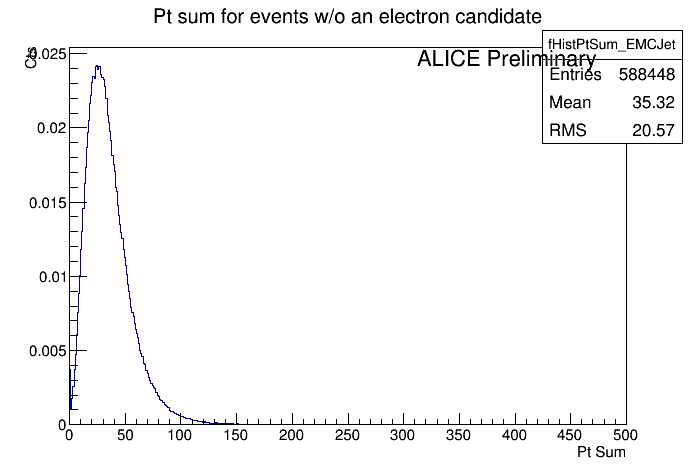 Pt sum for events w/o an electron candidate
fHistPtSum_EMCJet
Entries 588448
Mean 35.32
RMS 20.57
ALICE Preliminary
0.025
0.02
0.015
0.01
0.005
0
0 50 100 150 200 250 300 350 400 450 500
Pt Sum